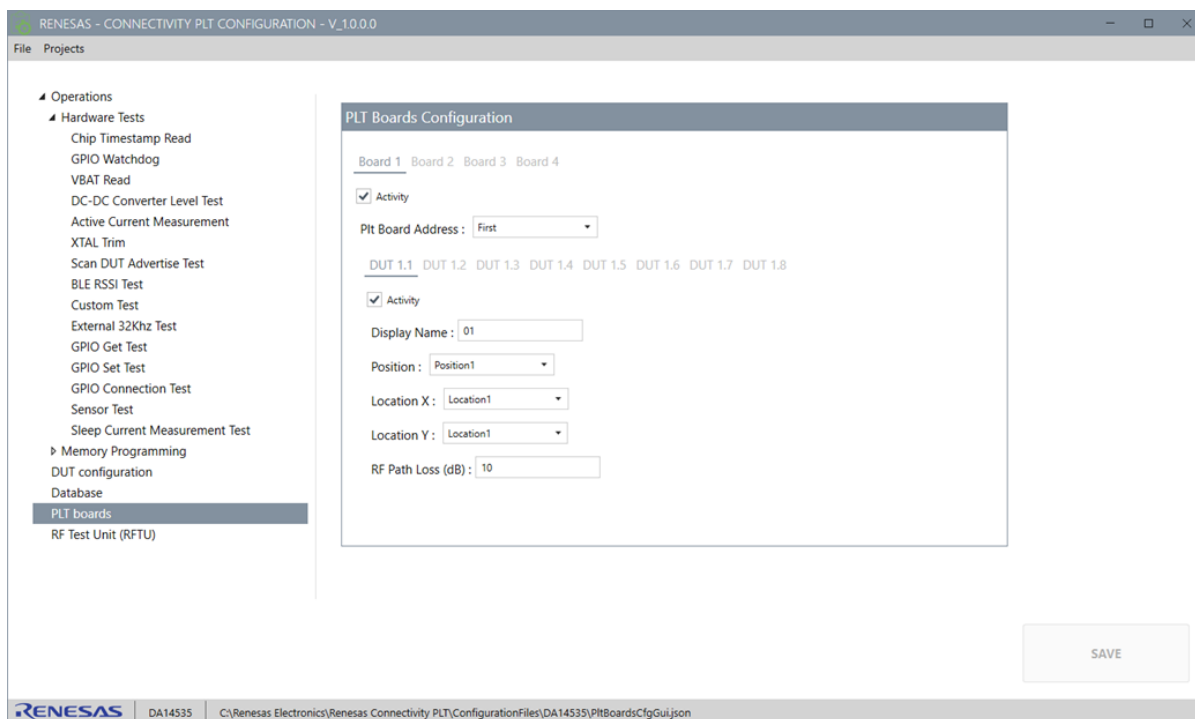 RENESAS - CONNECTIVITY PLT CONFIGURATION - V_1.0.0.0
File Projects
Operations
Hardware Tests
Chip Timestamp Read
GPIO Watchdog
VBAT Read
DC-DC Converter Level Test
Active Current Measurement
XTAL Trim
Scan DUT Advertise Test
BLE RSSI Test
Custom Test
External 32Khz Test
GPIO Get Test
GPIO Set Test
GPIO Connection Test
Sensor Test
Sleep Current Measurement Test
Memory Programming
DUT configuration
Database
PLT boards
RF Test Unit (RFTU)
PLT Boards Configuration
Board 1 Board 2 Board 3 Board 4
Activity
Plt Board Address : First
DUT 1.1 DUT 1.2 DUT 1.3 DUT 1.4 DUT 1.5 DUT 1.6 DUT 1.7 DUT 1.8
Activity
Display Name : 01
Position : Position1
Location X : Location1
Location Y : Location1
RF Path Loss (dB) : 10
SAVE
RENESAS DA14535 C:\Renesas Electronics\Renesas Connectivity PLT\ConfigurationFiles\DA14535\PltBoardsCfgGui.json